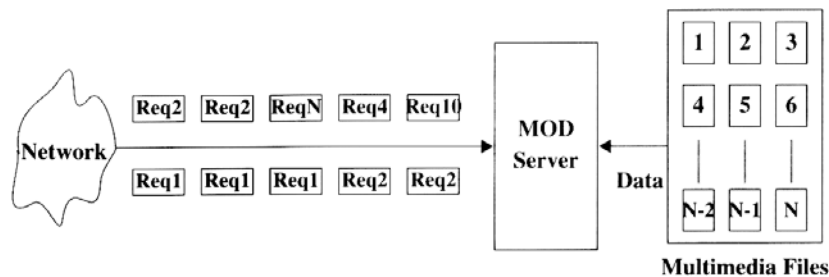 1 2 3
Req2 Req2 ReqN Req4 Req10
4 5 6
Network
MOD
Server
Data
Req1 Req1 Req1 Req2 Req2
N-2 N-1 N
Multimedia Files